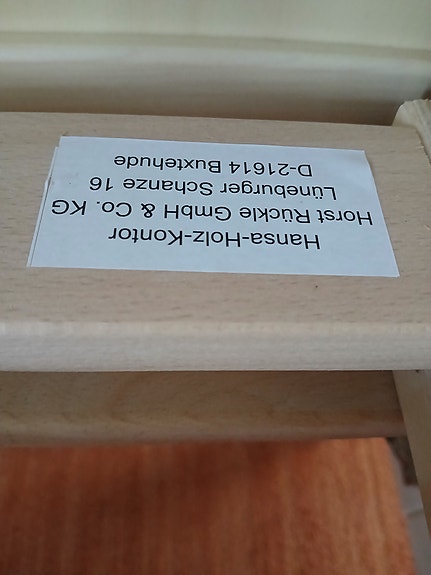 Hansa-Holz-Kontor
Horst Rückle GmbH & Co. KG
Lüneburger Schanze 16
D-21614 Buxtehude